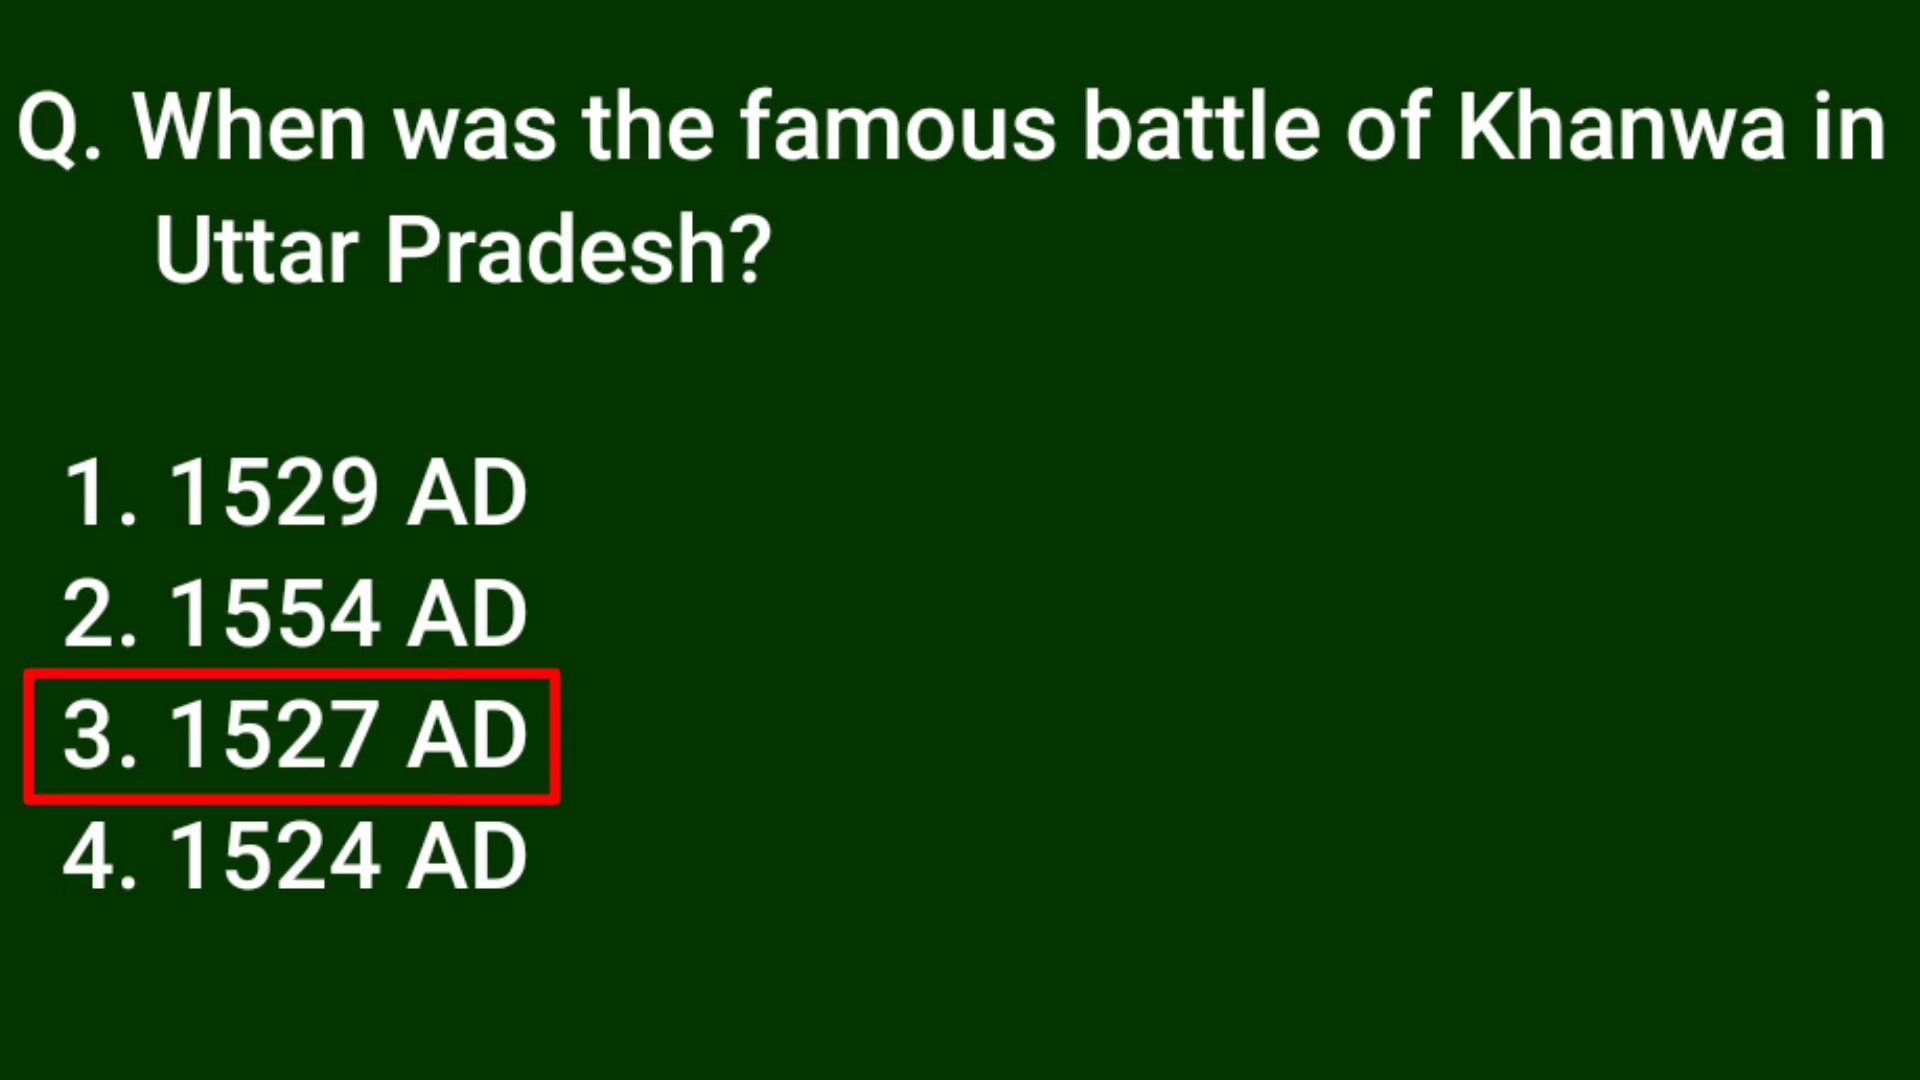 Q. When was the famous battle of Khanwa in
Uttar Pradesh?
1. 1529 AD
2. 1554 AD
3. 1527 AD
4. 1524 AD